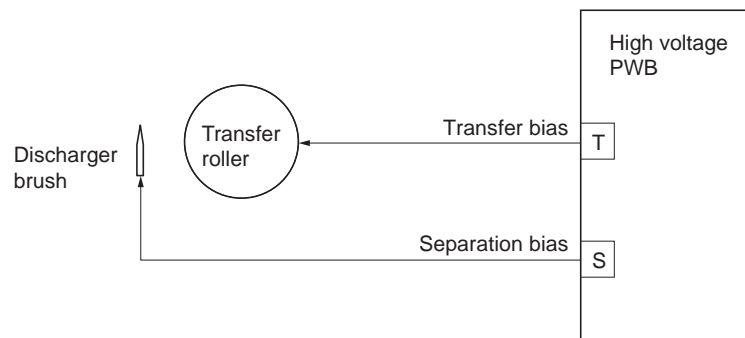 High voltage
PWB
Transfer bias
T
Transfer
roller
Discharger
brush
Separation bias
S